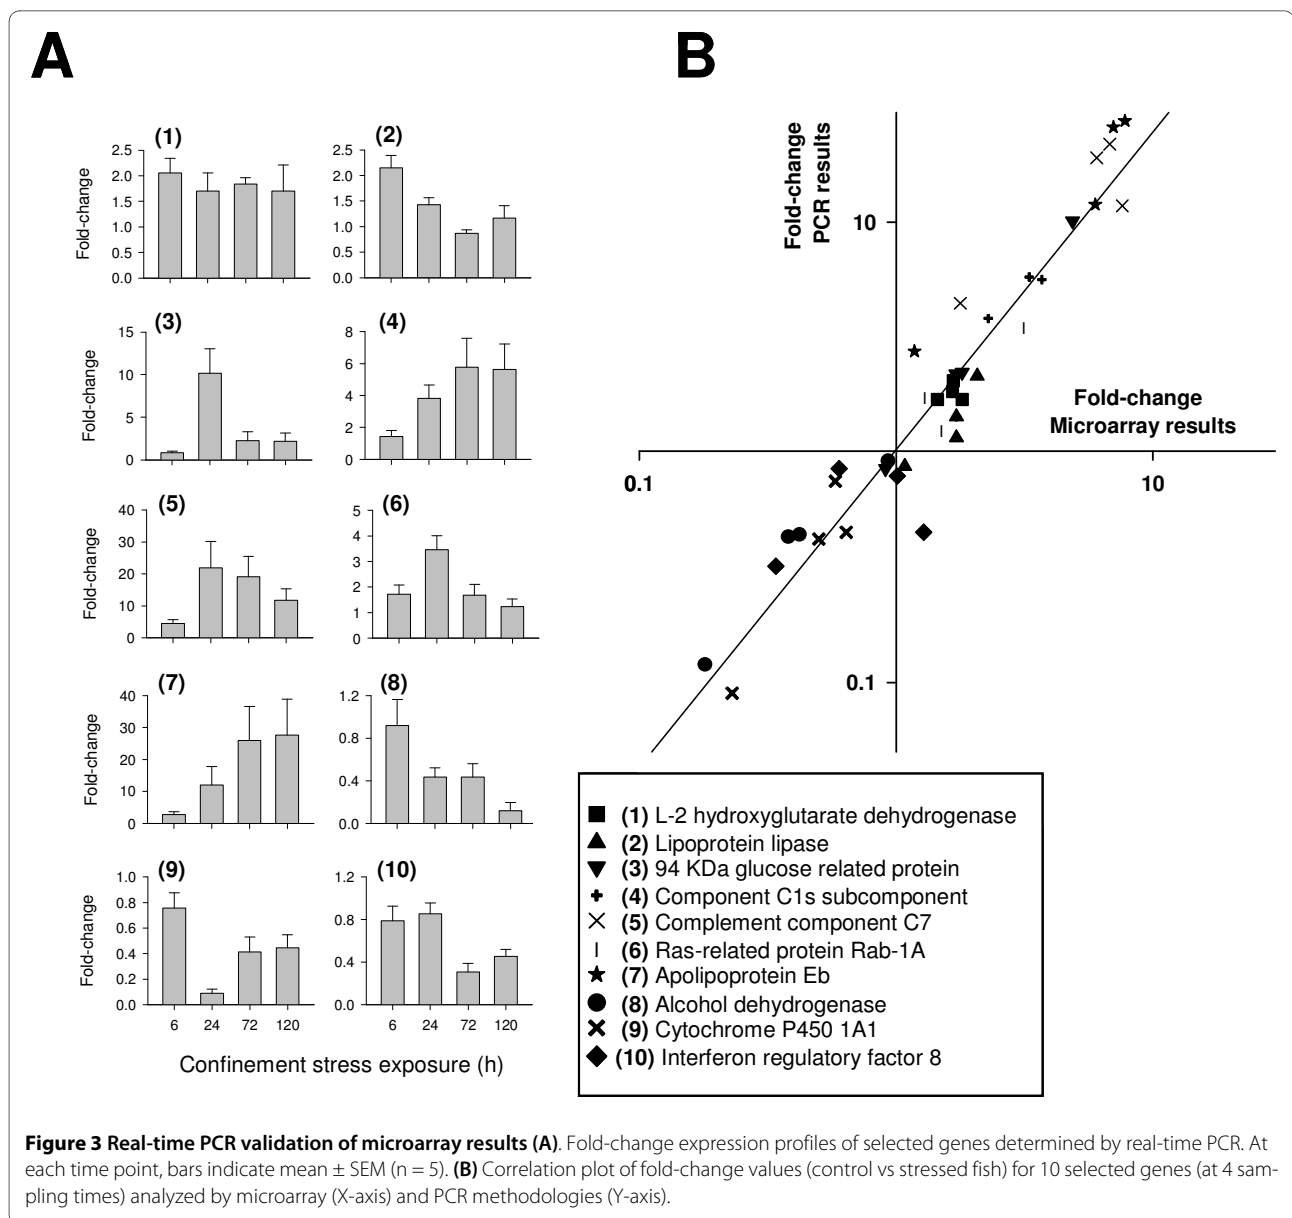 A
B
(1)
Fold-change
2.5
2.0
1.5
1.0
0.5
0.0
(2)
2.5
2.0
1.5
1.0
0.5
0.0
(3)
Fold-change
15
10
5
0
(4)
8
6
4
2
0
(5)
Fold-change
40
30
20
10
0
(6)
5
4
3
2
1
0
(7)
Fold-change
40
30
20
10
0
(8)
1.2
0.8
0.4
0.0
(9)
Fold-change
1.0
0.8
0.6
0.4
0.2
0.0
6 24 72 120
(10)
1.2
0.8
0.4
0.0
6 24 72 120
Confinement stress exposure (h)
Fold-change
PCR results
10
Fold-change
Microarray results
0.1
10
0.1
(1) L-2 hydroxyglutarate dehydrogenase
(2) Lipoprotein lipase
(3) 94 KDa glucose related protein
(4) Component C1s subcomponent
(5) Complement component C7
(6) Ras-related protein Rab-1A
(7) Apolipoprotein Eb
(8) Alcohol dehydrogenase
(9) Cytochrome P450 1A1
(10) Interferon regulatory factor 8
Figure 3 Real-time PCR validation of microarray results (A). Fold-change expression profiles of selected genes determined by real-time PCR. At
each time point, bars indicate mean ± SEM (n = 5). (B) Correlation plot of fold-change values (control vs stressed fish) for 10 selected genes (at 4 sam-
pling times) analyzed by microarray (X-axis) and PCR methodologies (Y-axis).